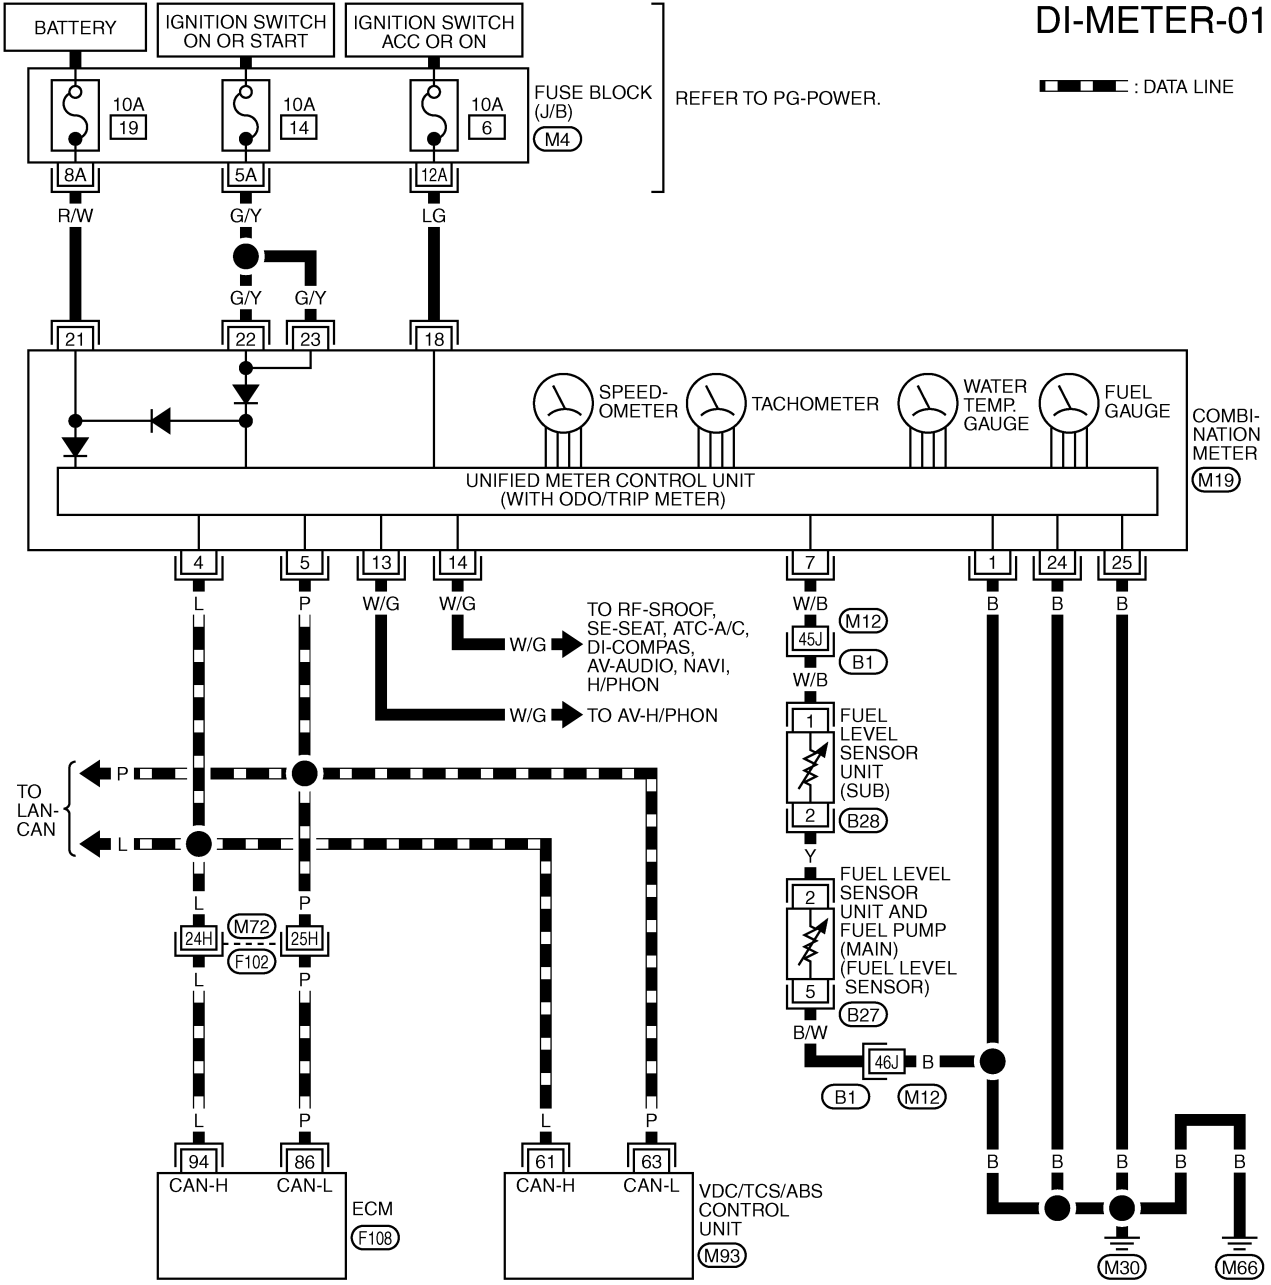 DI-METER-01
BATTERY
IGNITION SWITCH
ON OR START
IGNITION SWITCH
ACC OR ON
: DATA LINE
10A
19
10A
14
10A
6
FUSE BLOCK
(J/B)
M4
REFER TO PG-POWER.
8A
5A
12A
R/W
G/Y
LG
G/Y
G/Y
21
22
23
18
SPEED-
OMETER
TACHOMETER
WATER
TEMP.
GAUGE
FUEL
GAUGE
COMBI-
NATION
METER
M19
UNIFIED METER CONTROL UNIT
(WITH ODO/TRIP METER)
4
5
13
14
7
1
24
25
L
P
W/G
W/G
W/B
B
B
B
W/G
TO RF-SROOF,
SE-SEAT, ATC-A/C,
DI-COMPAS,
AV-AUDIO, NAVI,
H/PHON
W/G
TO AV-H/PHON
45J
M12
B1
W/B
1
FUEL
LEVEL
SENSOR
UNIT
(SUB)
2
B28
Y
TO
LAN-
CAN
P
L
2
FUEL LEVEL
SENSOR
UNIT AND
FUEL PUMP
(MAIN)
(FUEL LEVEL
SENSOR)
5
B27
B/W
46J
B
B1
M12
L
P
24H
M72
F102
25H
L
P
L
P
L
P
94
86
61
63
CAN-H
CAN-L
ECM
F108
CAN-H
CAN-L
VDC/TCS/ABS
CONTROL
UNIT
M93
B
B
B
B
B
M30
M66